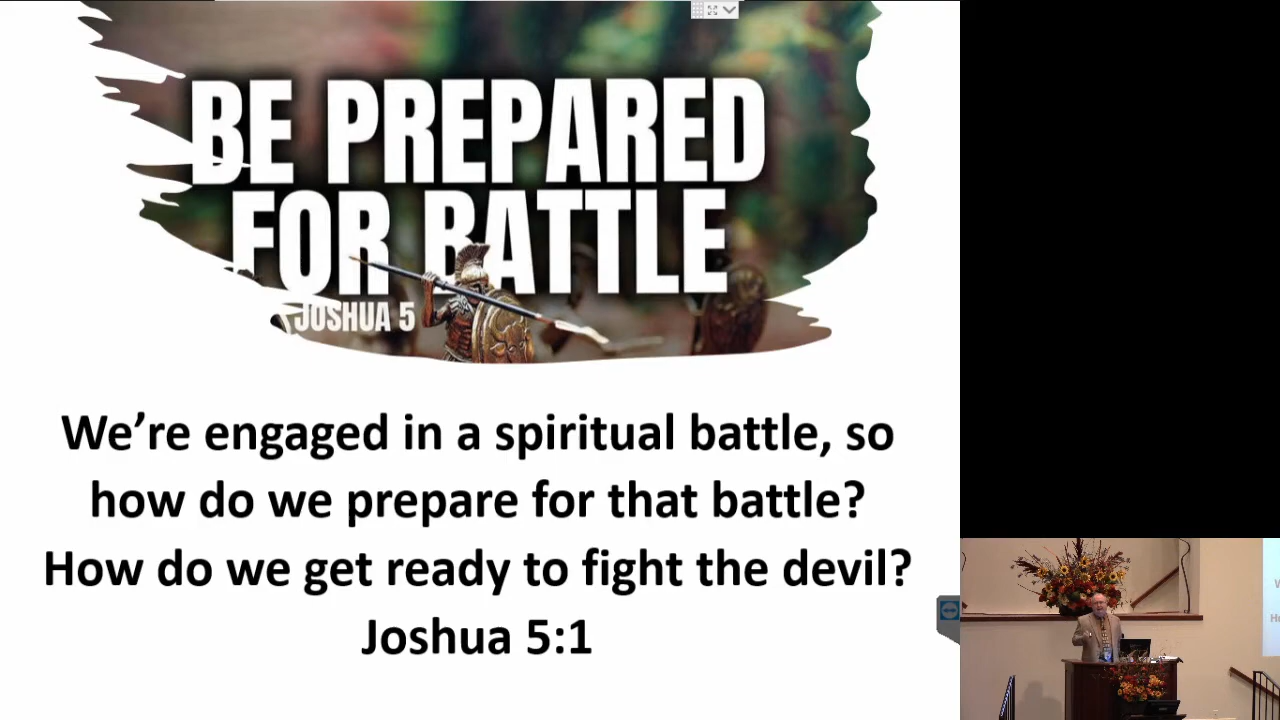 BE PREPARED
FOR BATTLE
JOSHUA 5
We’re engaged in a spiritual battle, so
how do we prepare for that battle?
How do we get ready to fight the devil?
Joshua 5:1